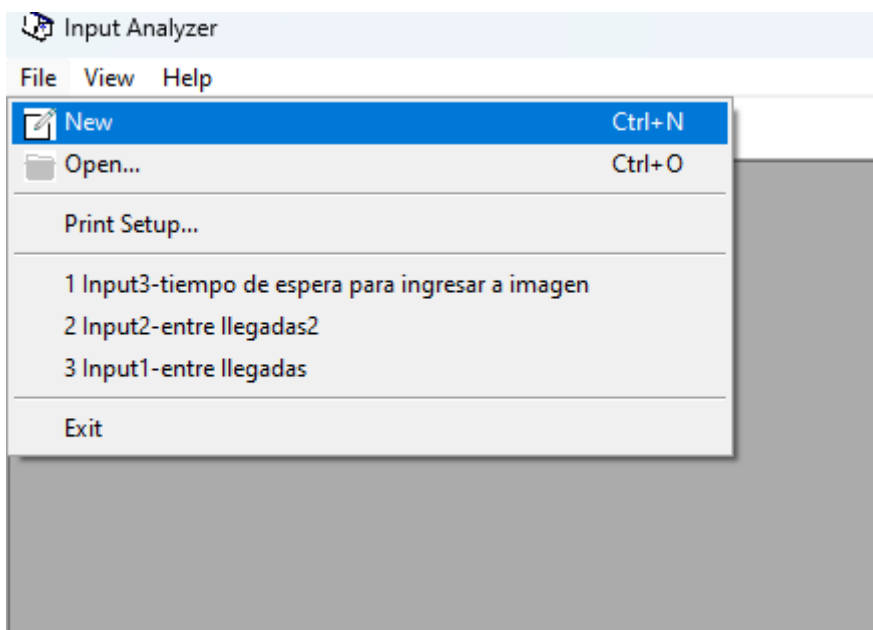 Input Analyzer
File View Help
New Ctrl+N
Open... Ctrl+O
Print Setup...
1 Input3-tiempo de espera para ingresar a imagen
2 Input2-entre llegadas2
3 Input1-entre llegadas
Exit